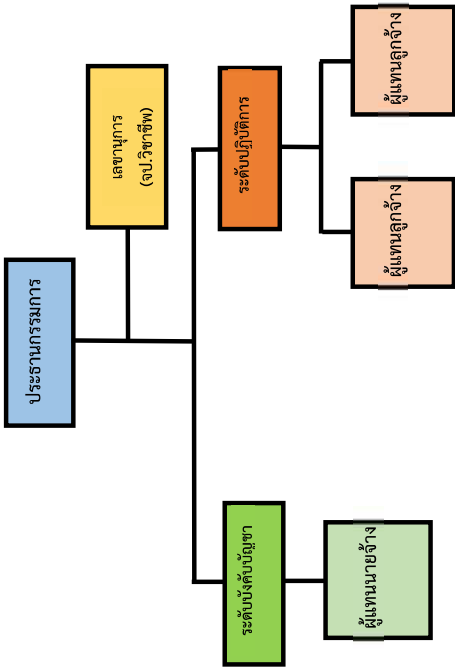 ประธานกรรมการ
เลขานุการ
(จป.วิชาชีพ)
ระดับบังคับบัญชา
ระดับปฏิบัติการ
ผู้แทนนายจ้าง
ผู้แทนลูกจ้าง
ผู้แทนลูกจ้าง